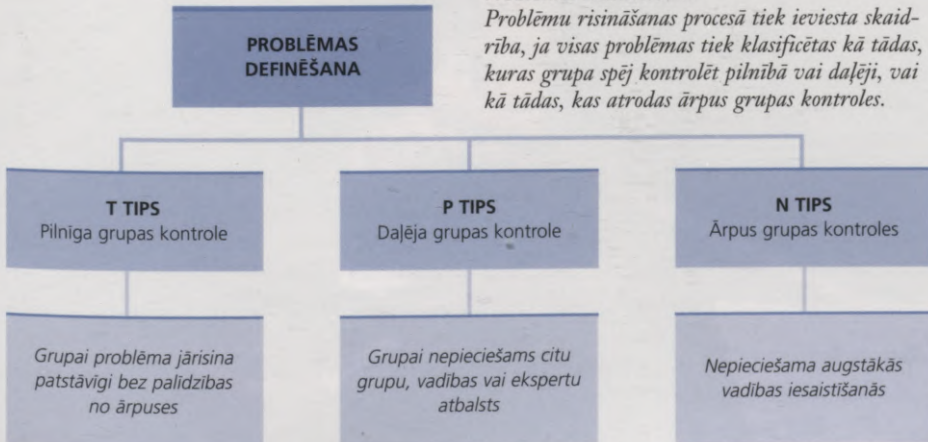 Problēmu risināšanas procesā tiek ieviesta skaid-
rība, ja visas problēmas tiek klasificētas kā tādas,
kuras grupa spēj kontrolēt pilnībā vai daļēji, vai
kā tādas, kas atrodas ārpus grupas kontroles.
PROBLĒMAS
DEFINĒŠANA
T TIPS
Pilnīga grupas kontrole
P TIPS
Daļēja grupas kontrole
N TIPS
Ārpus grupas kontroles
Grupai problēma jārisina
patstāvīgi bez palīdzības
no ārpuses
Grupai nepieciešams citu
grupu, vadības vai ekspertu
atbalsts
Nepieciešama augstākās
vadības iesaistīšanās